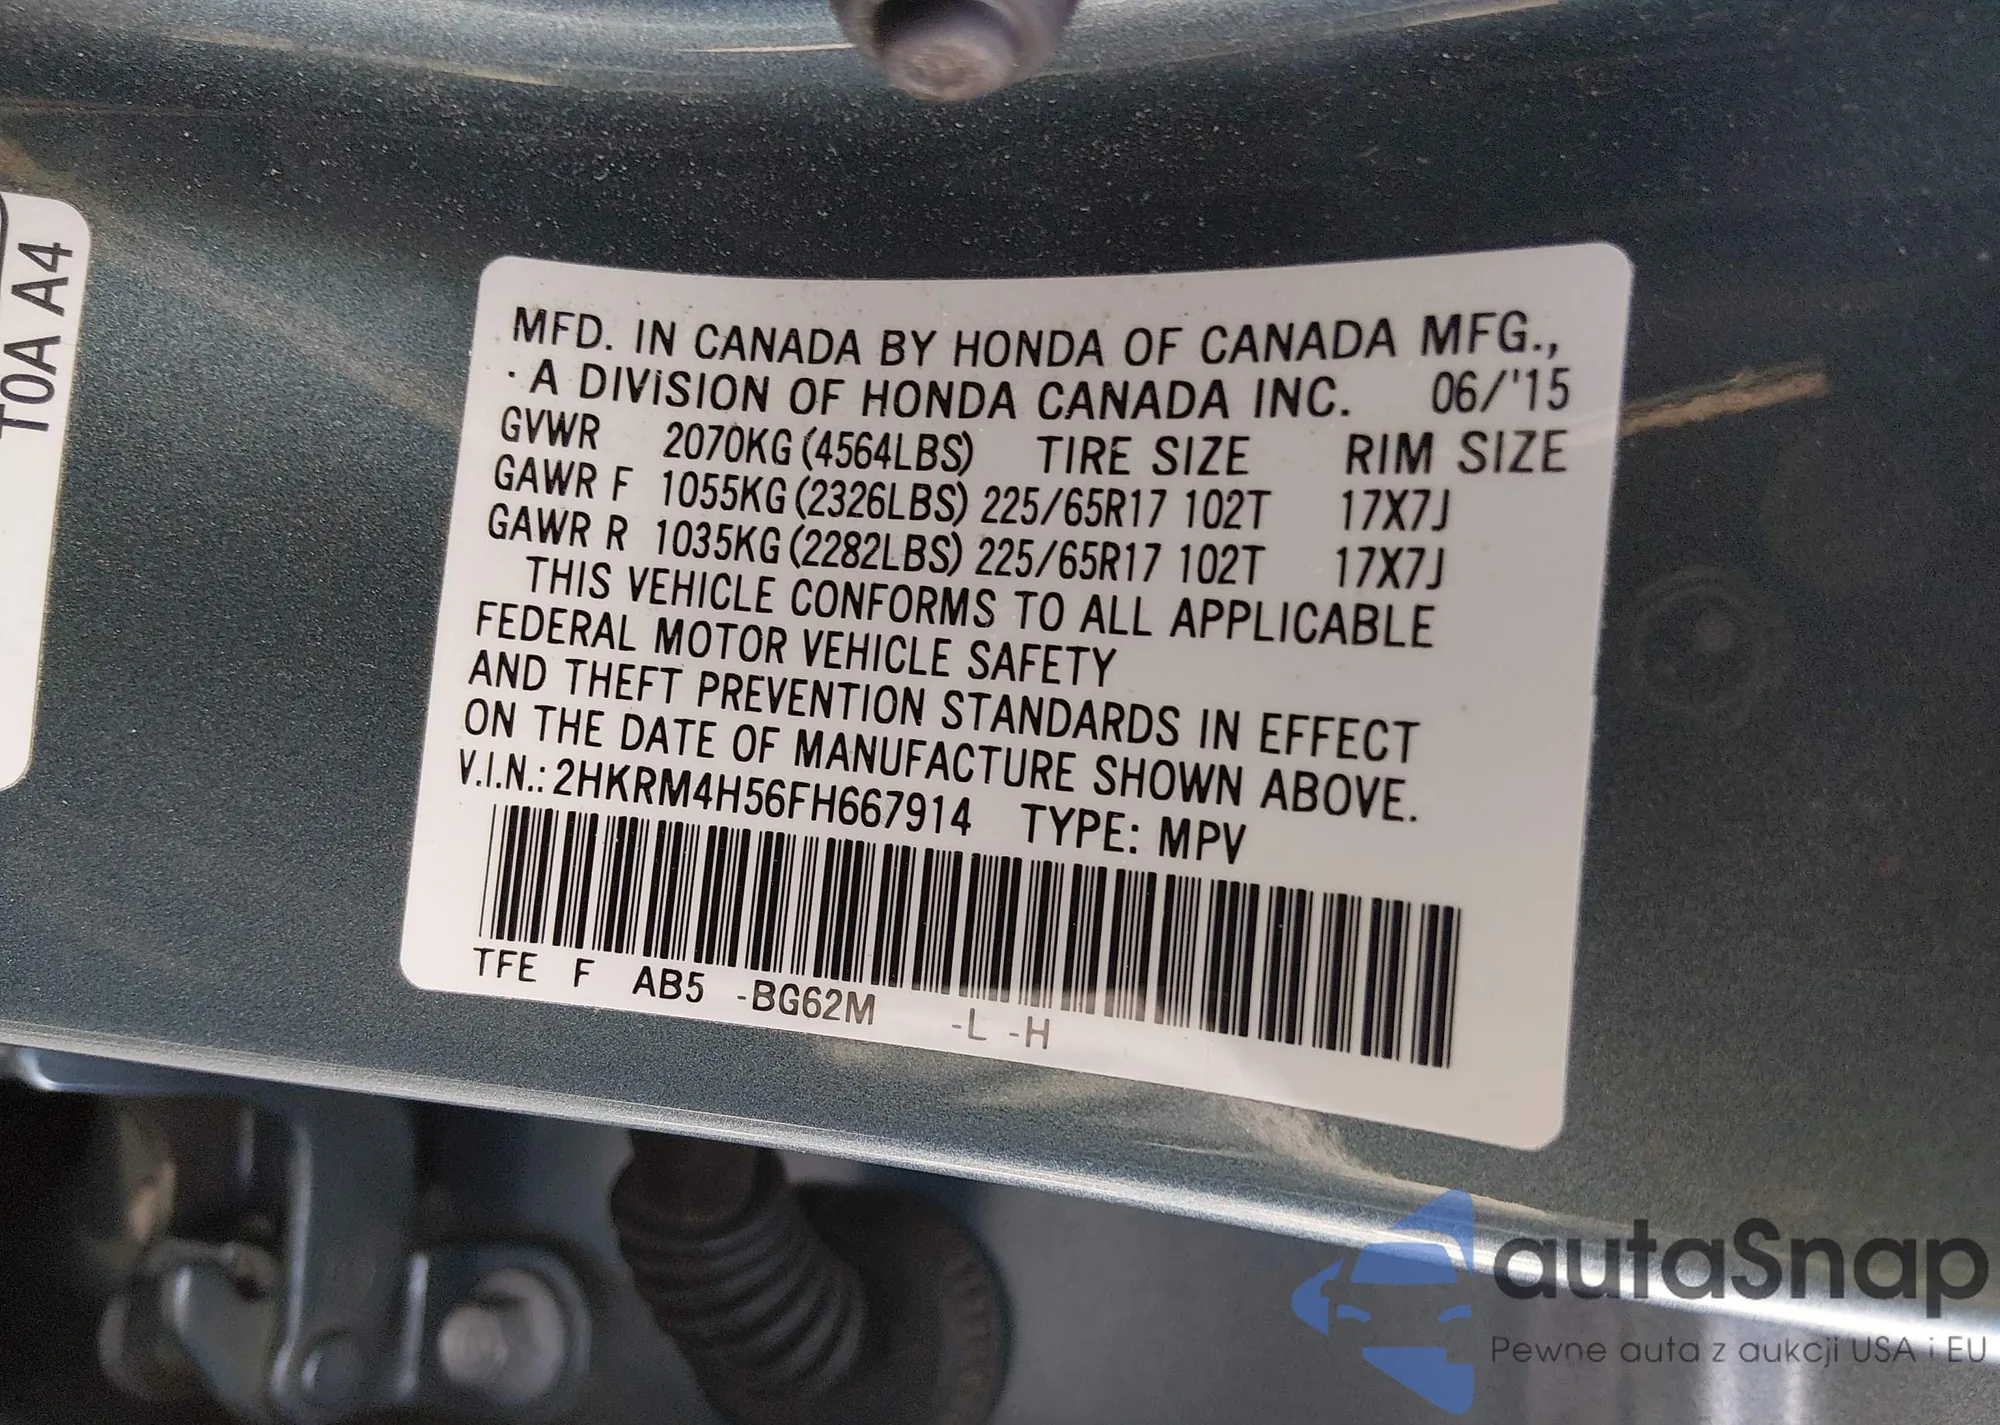 T0A A4
MFD. IN CANADA BY HONDA OF CANADA MFG.,
A DIVISION OF HONDA CANADA INC. 06/'15
GVWR 2070KG (4564LBS) TIRE SIZE RIM SIZE
GAWR F 1055KG (2326LBS) 225/65R17 102T 17X7J
GAWR R 1035KG (2282LBS) 225/65R17 102T 17X7J
THIS VEHICLE CONFORMS TO ALL APPLICABLE
FEDERAL MOTOR VEHICLE SAFETY
AND THEFT PREVENTION STANDARDS IN EFFECT
ON THE DATE OF MANUFACTURE SHOWN ABOVE.
V.I.N.: 2HKRM4H56FH667914 TYPE: MPV
TFE F AB5 -BG62M -L -H
autaSnap
Pewne auta z aukcji USA i EU